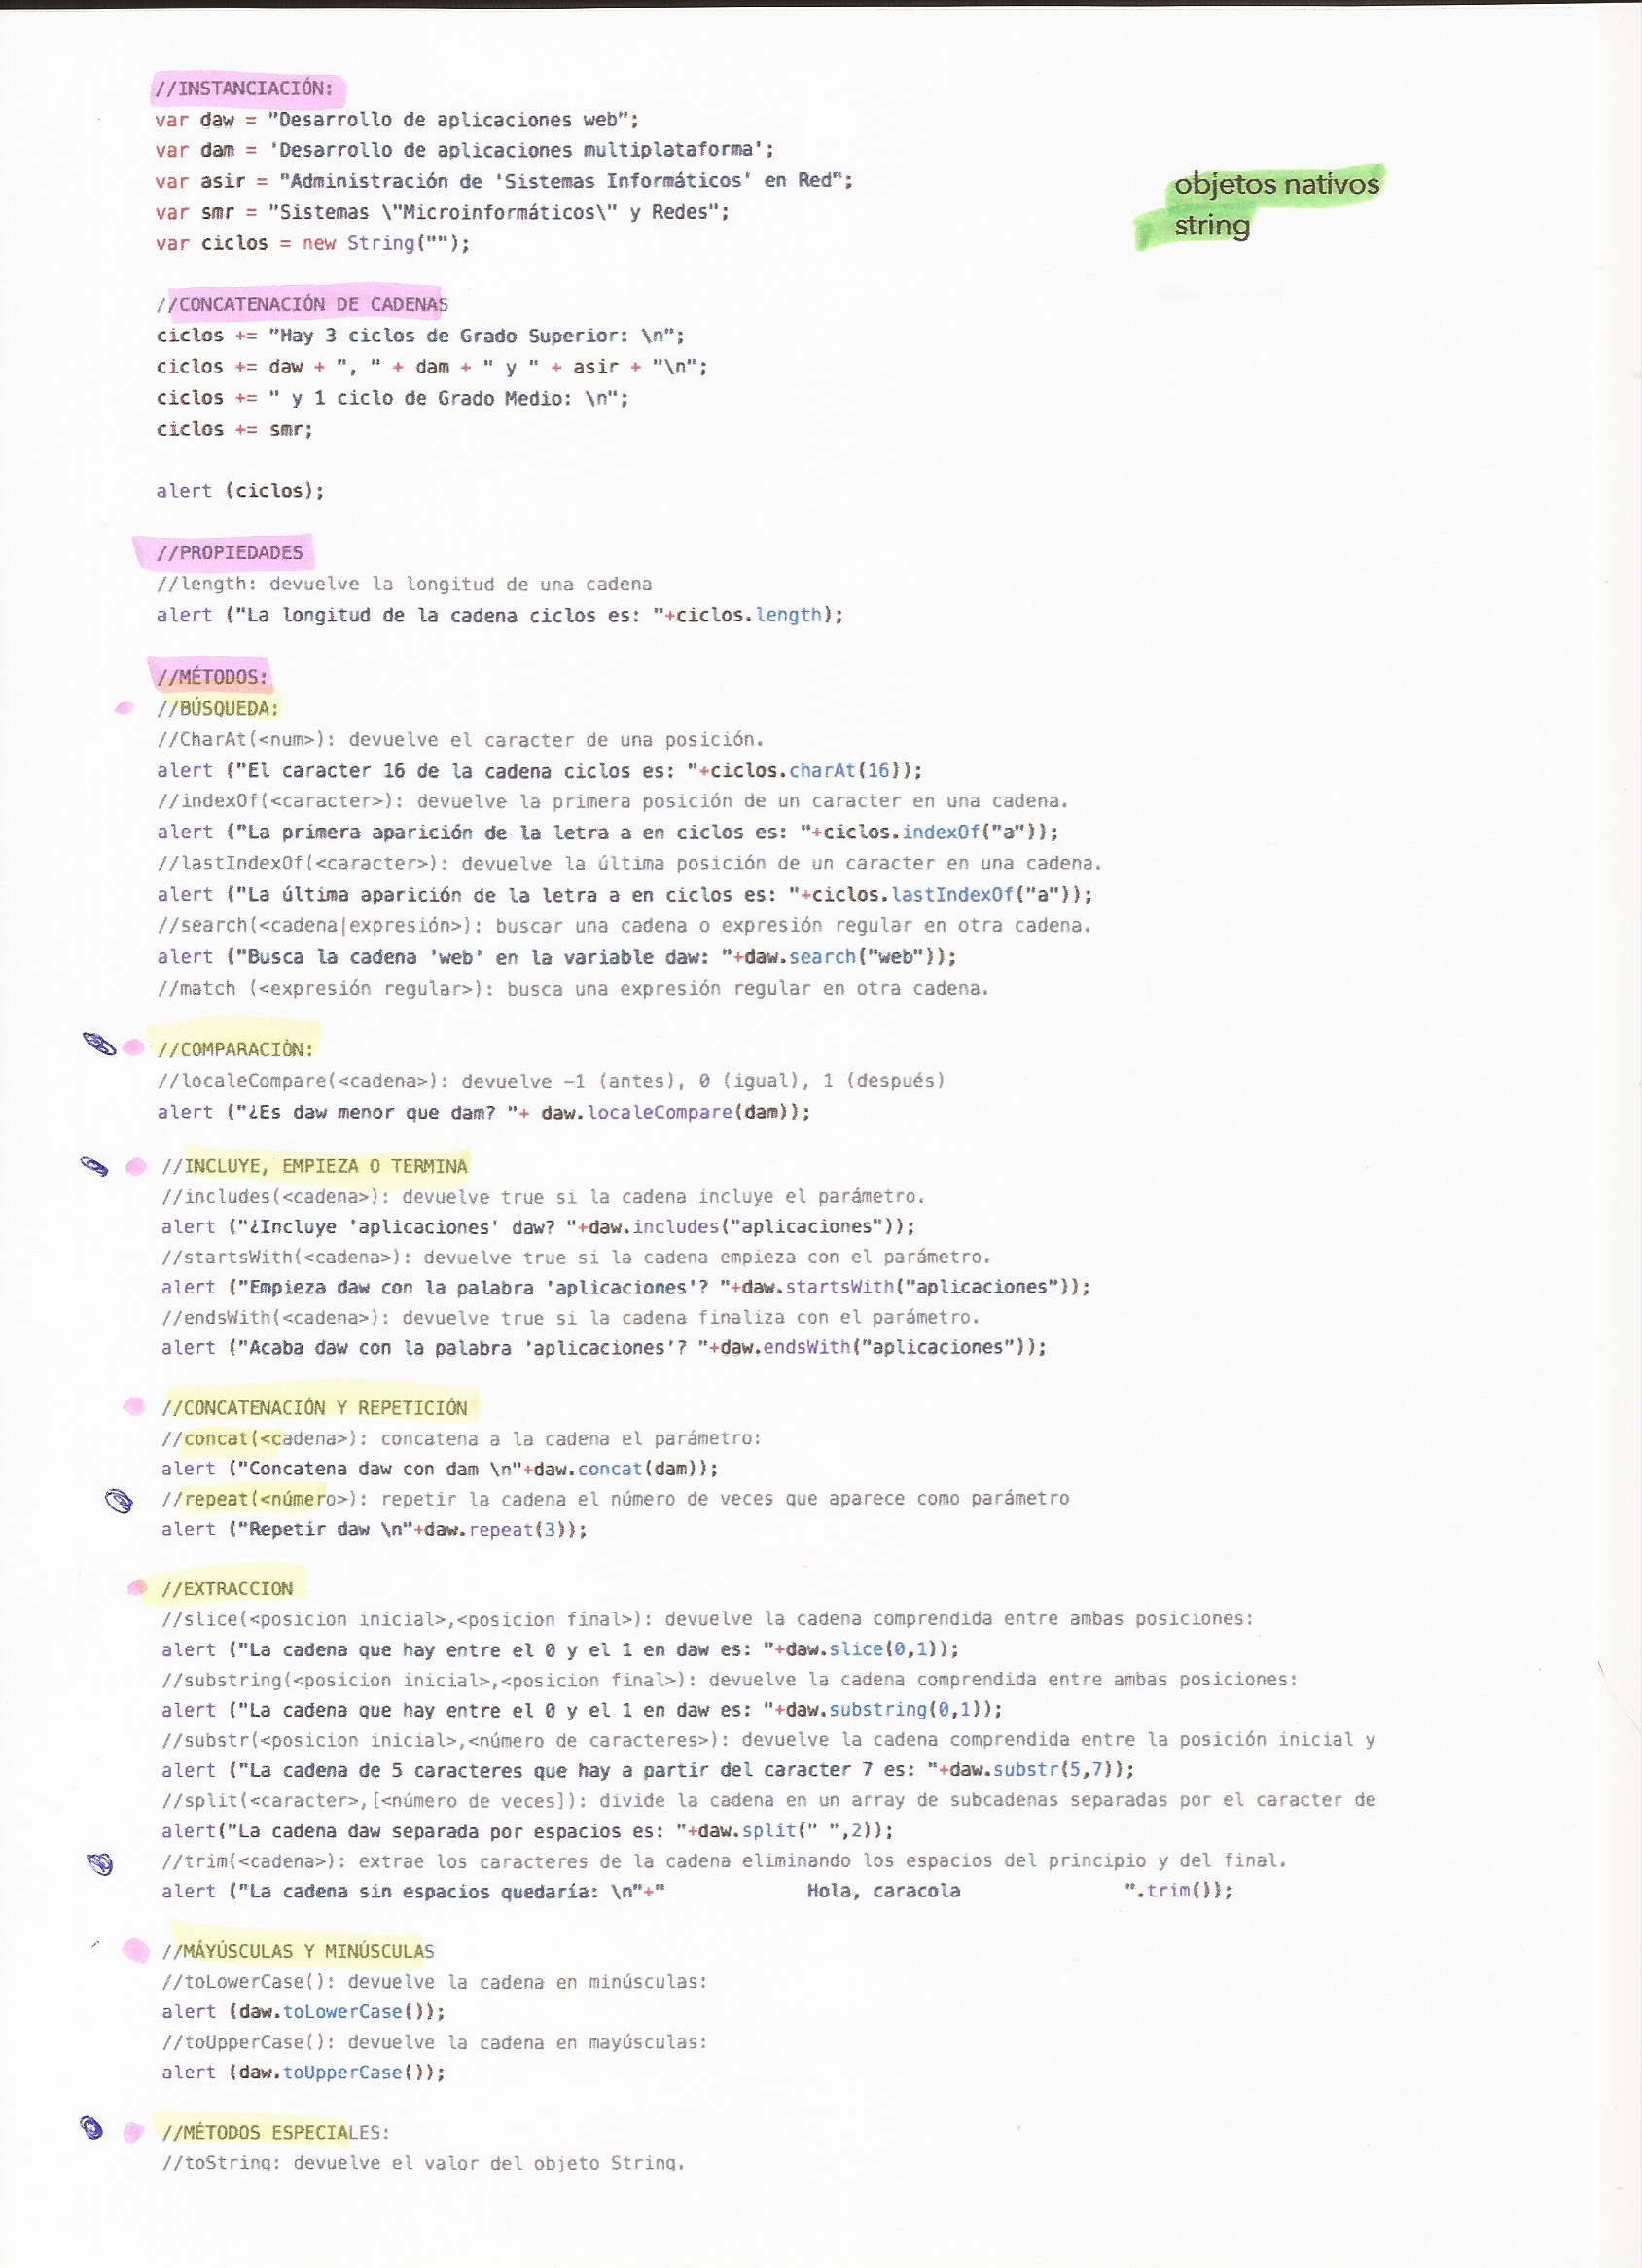 //INSTANCIACIÓN:
var daw = "Desarrollo de aplicaciones web";
var dam = 'Desarrollo de aplicaciones multiplataforma';
var asir = "Administración de 'Sistemas Informáticos' en Red";
var smr = "Sistemas \"Microinformáticos\" y Redes";
var ciclos = new String("");
objetos nativos
string
//CONCATENACIÓN DE CADENAS
ciclos += "Hay 3 ciclos de Grado Superior: \n";
ciclos += daw + ", " + dam + " y " + asir + "\n";
ciclos += " y 1 ciclo de Grado Medio: \n";
ciclos += smr;
alert (ciclos);
//PROPIEDADES
//length: devuelve la longitud de una cadena
alert ("La longitud de la cadena ciclos es: "+ciclos.length);
//MÉTODOS:
//BÚSQUEDA:
//CharAt(<num>): devuelve el caracter de una posición.
alert ("El caracter 16 de la cadena ciclos es: "+ciclos.charAt(16));
//indexOf(<caracter>): devuelve la primera posición de un caracter en una cadena.
alert ("La primera aparición de la letra a en ciclos es: "+ciclos.indexOf("a"));
//lastIndexOf(<caracter>): devuelve la última posición de un caracter en una cadena.
alert ("La última aparición de la letra a en ciclos es: "+ciclos.lastIndexOf("a"));
//search(<cadena|expresión>): buscar una cadena o expresión regular en otra cadena.
alert ("Busca la cadena 'web' en la variable daw: "+daw.search("web"));
//match (<expresión regular>): busca una expresión regular en otra cadena.
//COMPARACIÓN:
//localeCompare(<cadena>): devuelve -1 (antes), 0 (igual), 1 (después)
alert ("¿Es daw menor que dam? "+ daw.localeCompare(dam));
//INCLUYE, EMPIEZA O TERMINA
//includes(<cadena>): devuelve true si la cadena incluye el parámetro.
alert ("¿Incluye 'aplicaciones' daw? "+daw.includes("aplicaciones"));
//startsWith(<cadena>): devuelve true si la cadena empieza con el parámetro.
alert ("Empieza daw con la palabra 'aplicaciones'? "+daw.startsWith("aplicaciones"));
//endsWith(<cadena>): devuelve true si la cadena finaliza con el parámetro.
alert ("Acaba daw con la palabra 'aplicaciones'? "+daw.endsWith("aplicaciones"));
//CONCATENACIÓN Y REPETICIÓN
//concat(<cadena>): concatena a la cadena el parámetro:
alert ("Concatena daw con dam \n"+daw.concat(dam));
//repeat(<número>): repetir la cadena el número de veces que aparece como parámetro
alert ("Repetir daw \n"+daw.repeat(3));
//EXTRACCION
//slice(<posicion inicial>,<posicion final>): devuelve la cadena comprendida entre ambas posiciones:
alert ("La cadena que hay entre el 0 y el 1 en daw es: "+daw.slice(0,1));
//substring(<posicion inicial>,<posicion final>): devuelve la cadena comprendida entre ambas posiciones:
alert ("La cadena que hay entre el 0 y el 1 en daw es: "+daw.substring(0,1));
//substr(<posicion inicial>,<número de caracteres>): devuelve la cadena comprendida entre la posición inicial y
alert ("La cadena de 5 caracteres que hay a partir del caracter 7 es: "+daw.substr(5,7));
//split(<caracter>,[<número de veces]): divide la cadena en un array de subcadenas separadas por el caracter de
alert("La cadena daw separada por espacios es: "+daw.split(" ",2));
//trim(<cadena>): extrae los caracteres de la cadena eliminando los espacios del principio y del final.
alert ("La cadena sin espacios quedaría: \n"+"             Hola, caracola               ".trim());
//MÁYÚSCULAS Y MINÚSCULAS
//toLowerCase(): devuelve la cadena en minúsculas:
alert (daw.toLowerCase());
//toUpperCase(): devuelve la cadena en mayúsculas:
alert (daw.toUpperCase());
//MÉTODOS ESPECIALES:
//toString: devuelve el valor del objeto String.